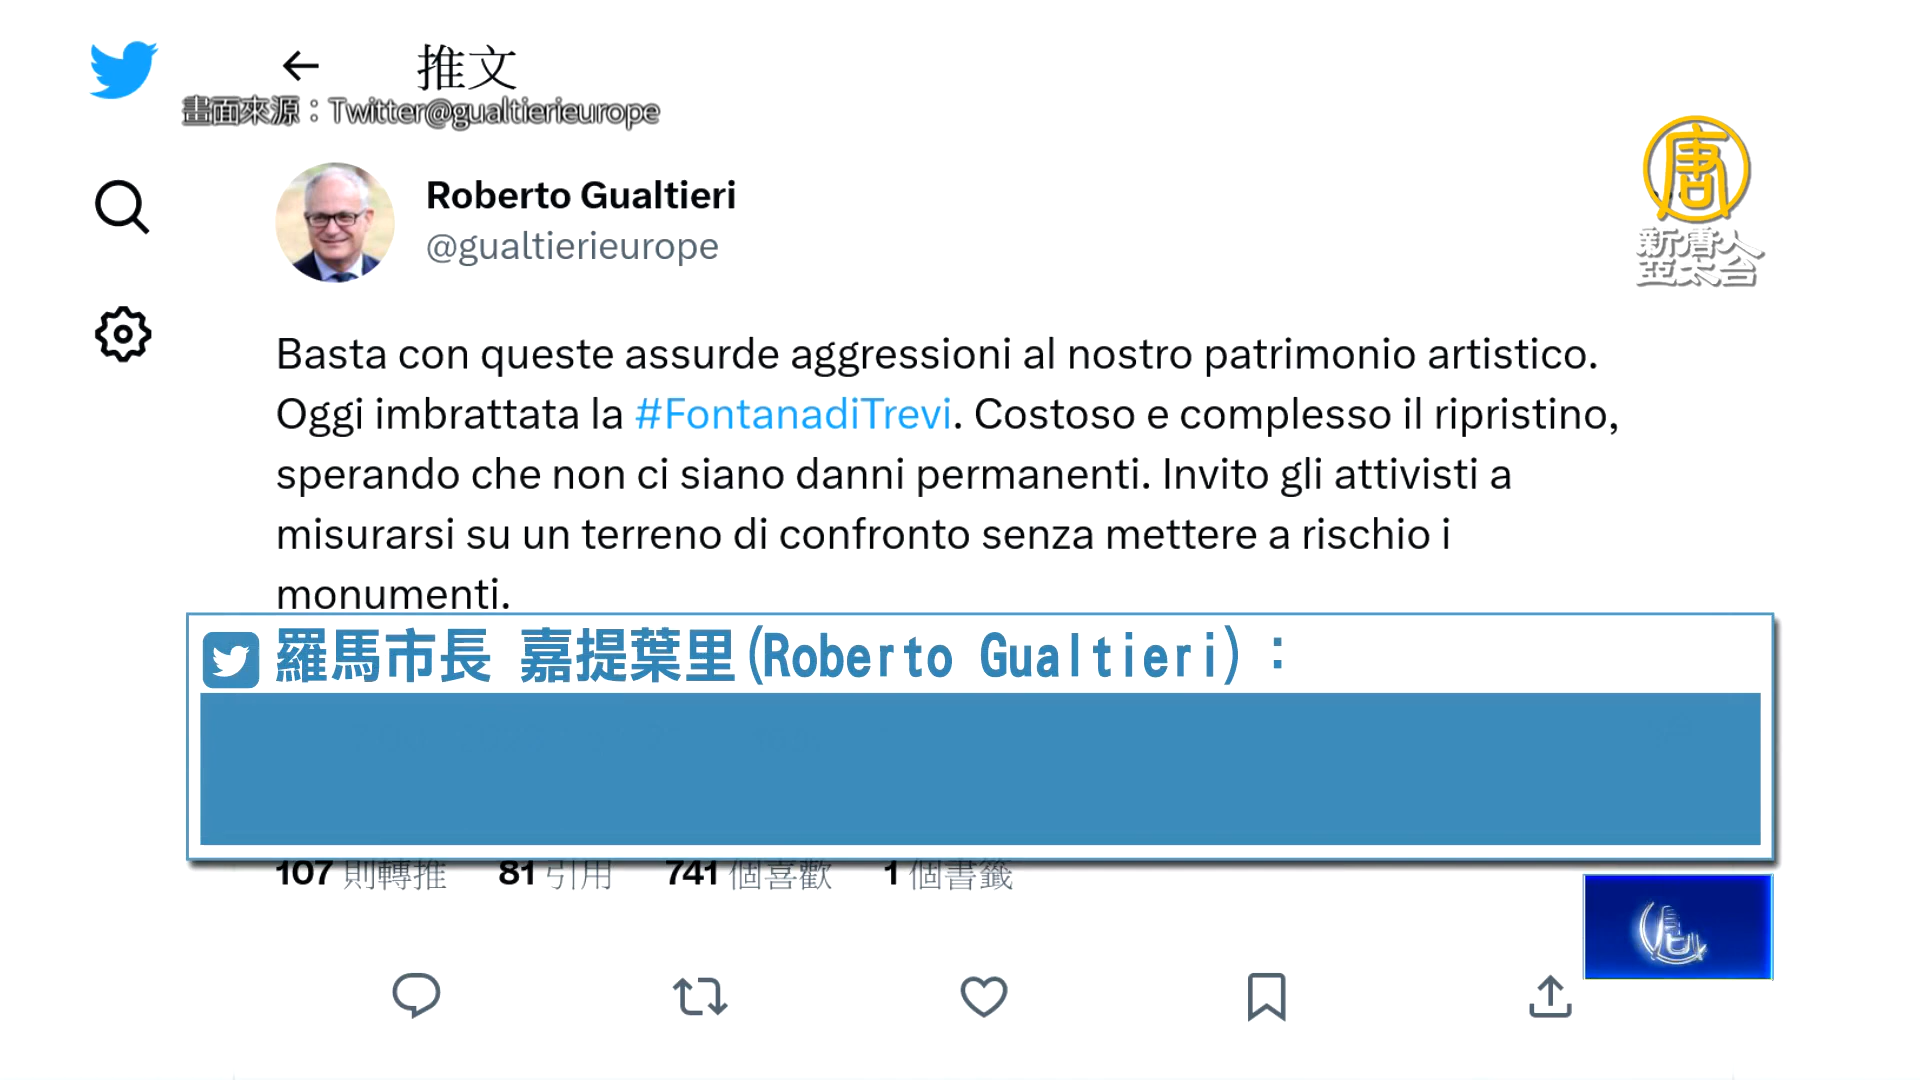 推文
畫面來源：Twitter@gualtierieurope
唐
新唐人
亞太台
Roberto Gualtieri
@gualtierieurope
Basta con queste assurde aggressioni al nostro patrimonio artistico.
Oggi imbrattata la #FontanadiTrevi. Costoso e complesso il ripristino,
sperando che non ci siano danni permanenti. Invito gli attivisti a
misurarsi su un terreno di confronto senza mettere a rischio i
monumenti.
羅馬市長 嘉提葉里(Roberto Gualtieri)：
107 則轉推 81 引用 741 個喜歡 1 個書籤